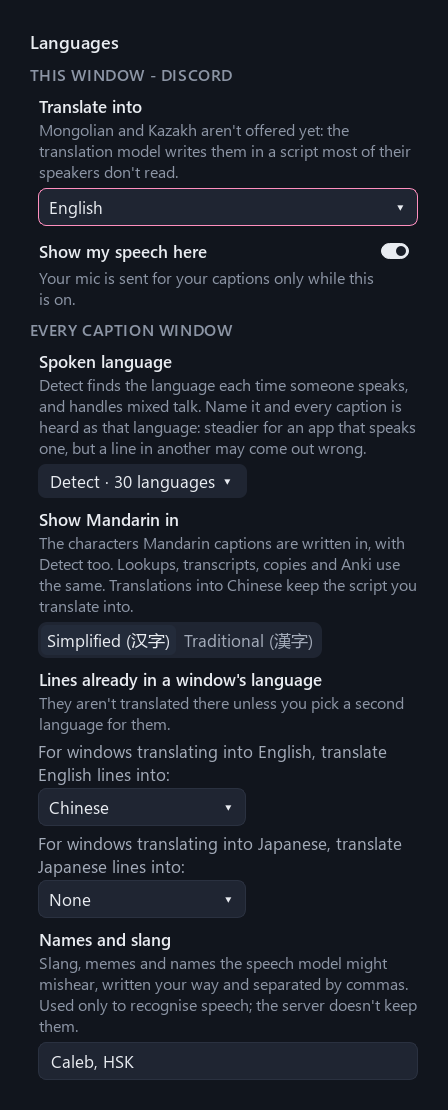 Languages
THIS WINDOW - DISCORD
Translate into
Mongolian and Kazakh aren't offered yet: the
translation model writes them in a script most of their
speakers don't read.
English
Show my speech here
Your mic is sent for your captions only while this
is on.
EVERY CAPTION WINDOW
Spoken language
Detect finds the language each time someone speaks,
and handles mixed talk. Name it and every caption is
heard as that language: steadier for an app that speaks
one, but a line in another may come out wrong.
Detect · 30 languages
Show Mandarin in
The characters Mandarin captions are written in, with
Detect too. Lookups, transcripts, copies and Anki use
the same. Translations into Chinese keep the script you
translate into.
Simplified (汉字) Traditional (漢字)
Lines already in a window's language
They aren't translated there unless you pick a second
language for them.
For windows translating into English, translate
English lines into:
Chinese
For windows translating into Japanese, translate
Japanese lines into:
None
Names and slang
Slang, memes and names the speech model might
mishear, written your way and separated by commas.
Used only to recognise speech; the server doesn't keep
them.
Caleb, HSK